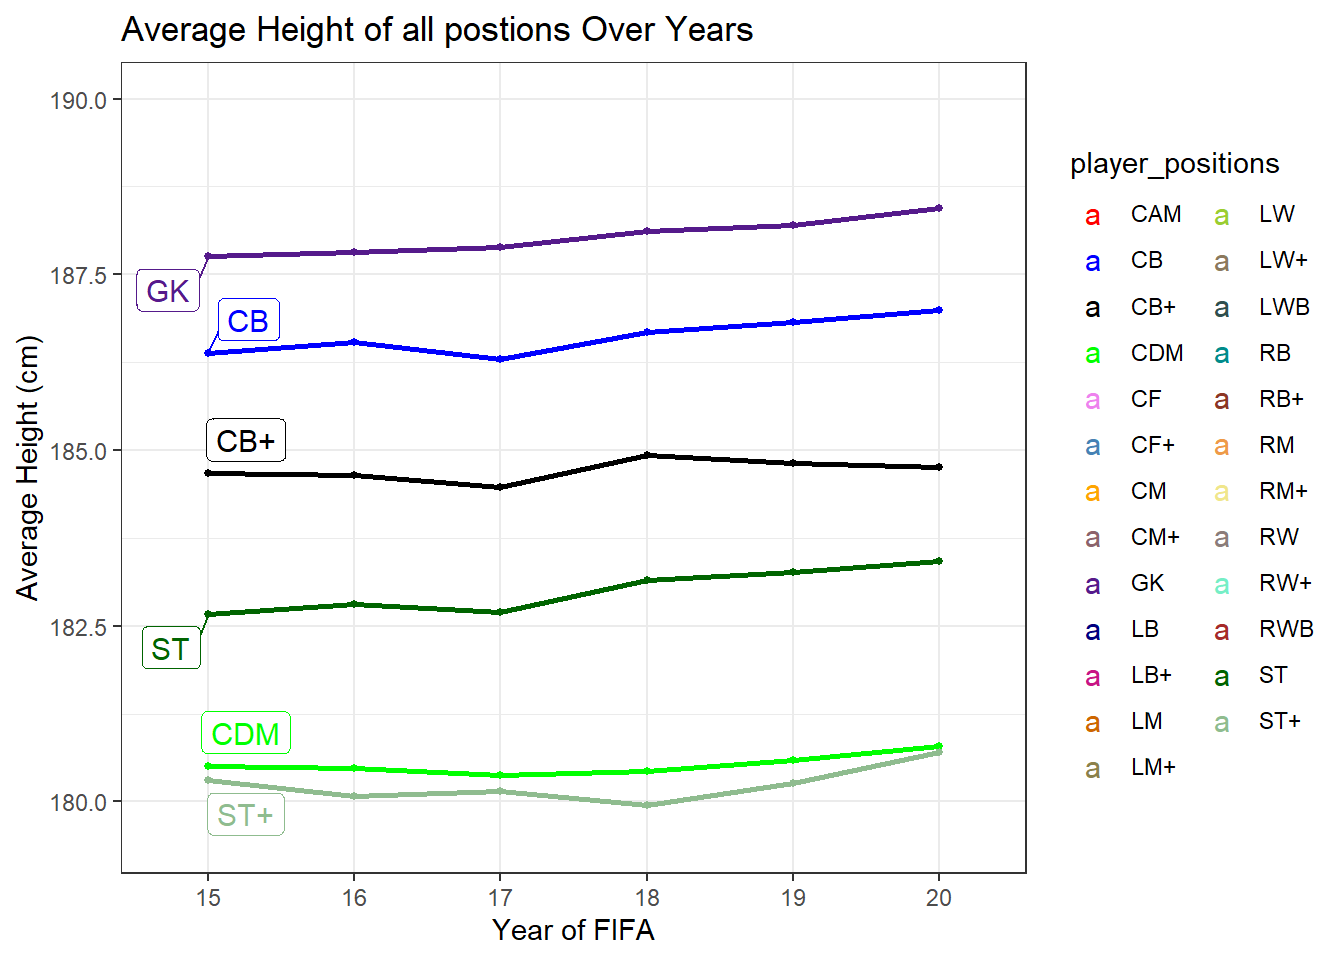 Average Height of all postions Over Years
Average Height (cm)
190.0
187.5
185.0
182.5
180.0
GK
CB
CB+
ST
CDM
ST+
15 16 17 18 19 20
Year of FIFA
player_positions
a CAM
a CB
a CB+
a CDM
a CF
a CF+
a CM
a CM+
a GK
a LB
a LB+
a LM
a LM+
a LW
a LW+
a LWB
a RB
a RB+
a RM
a RM+
a RW
a RW+
a RWB
a ST
a ST+